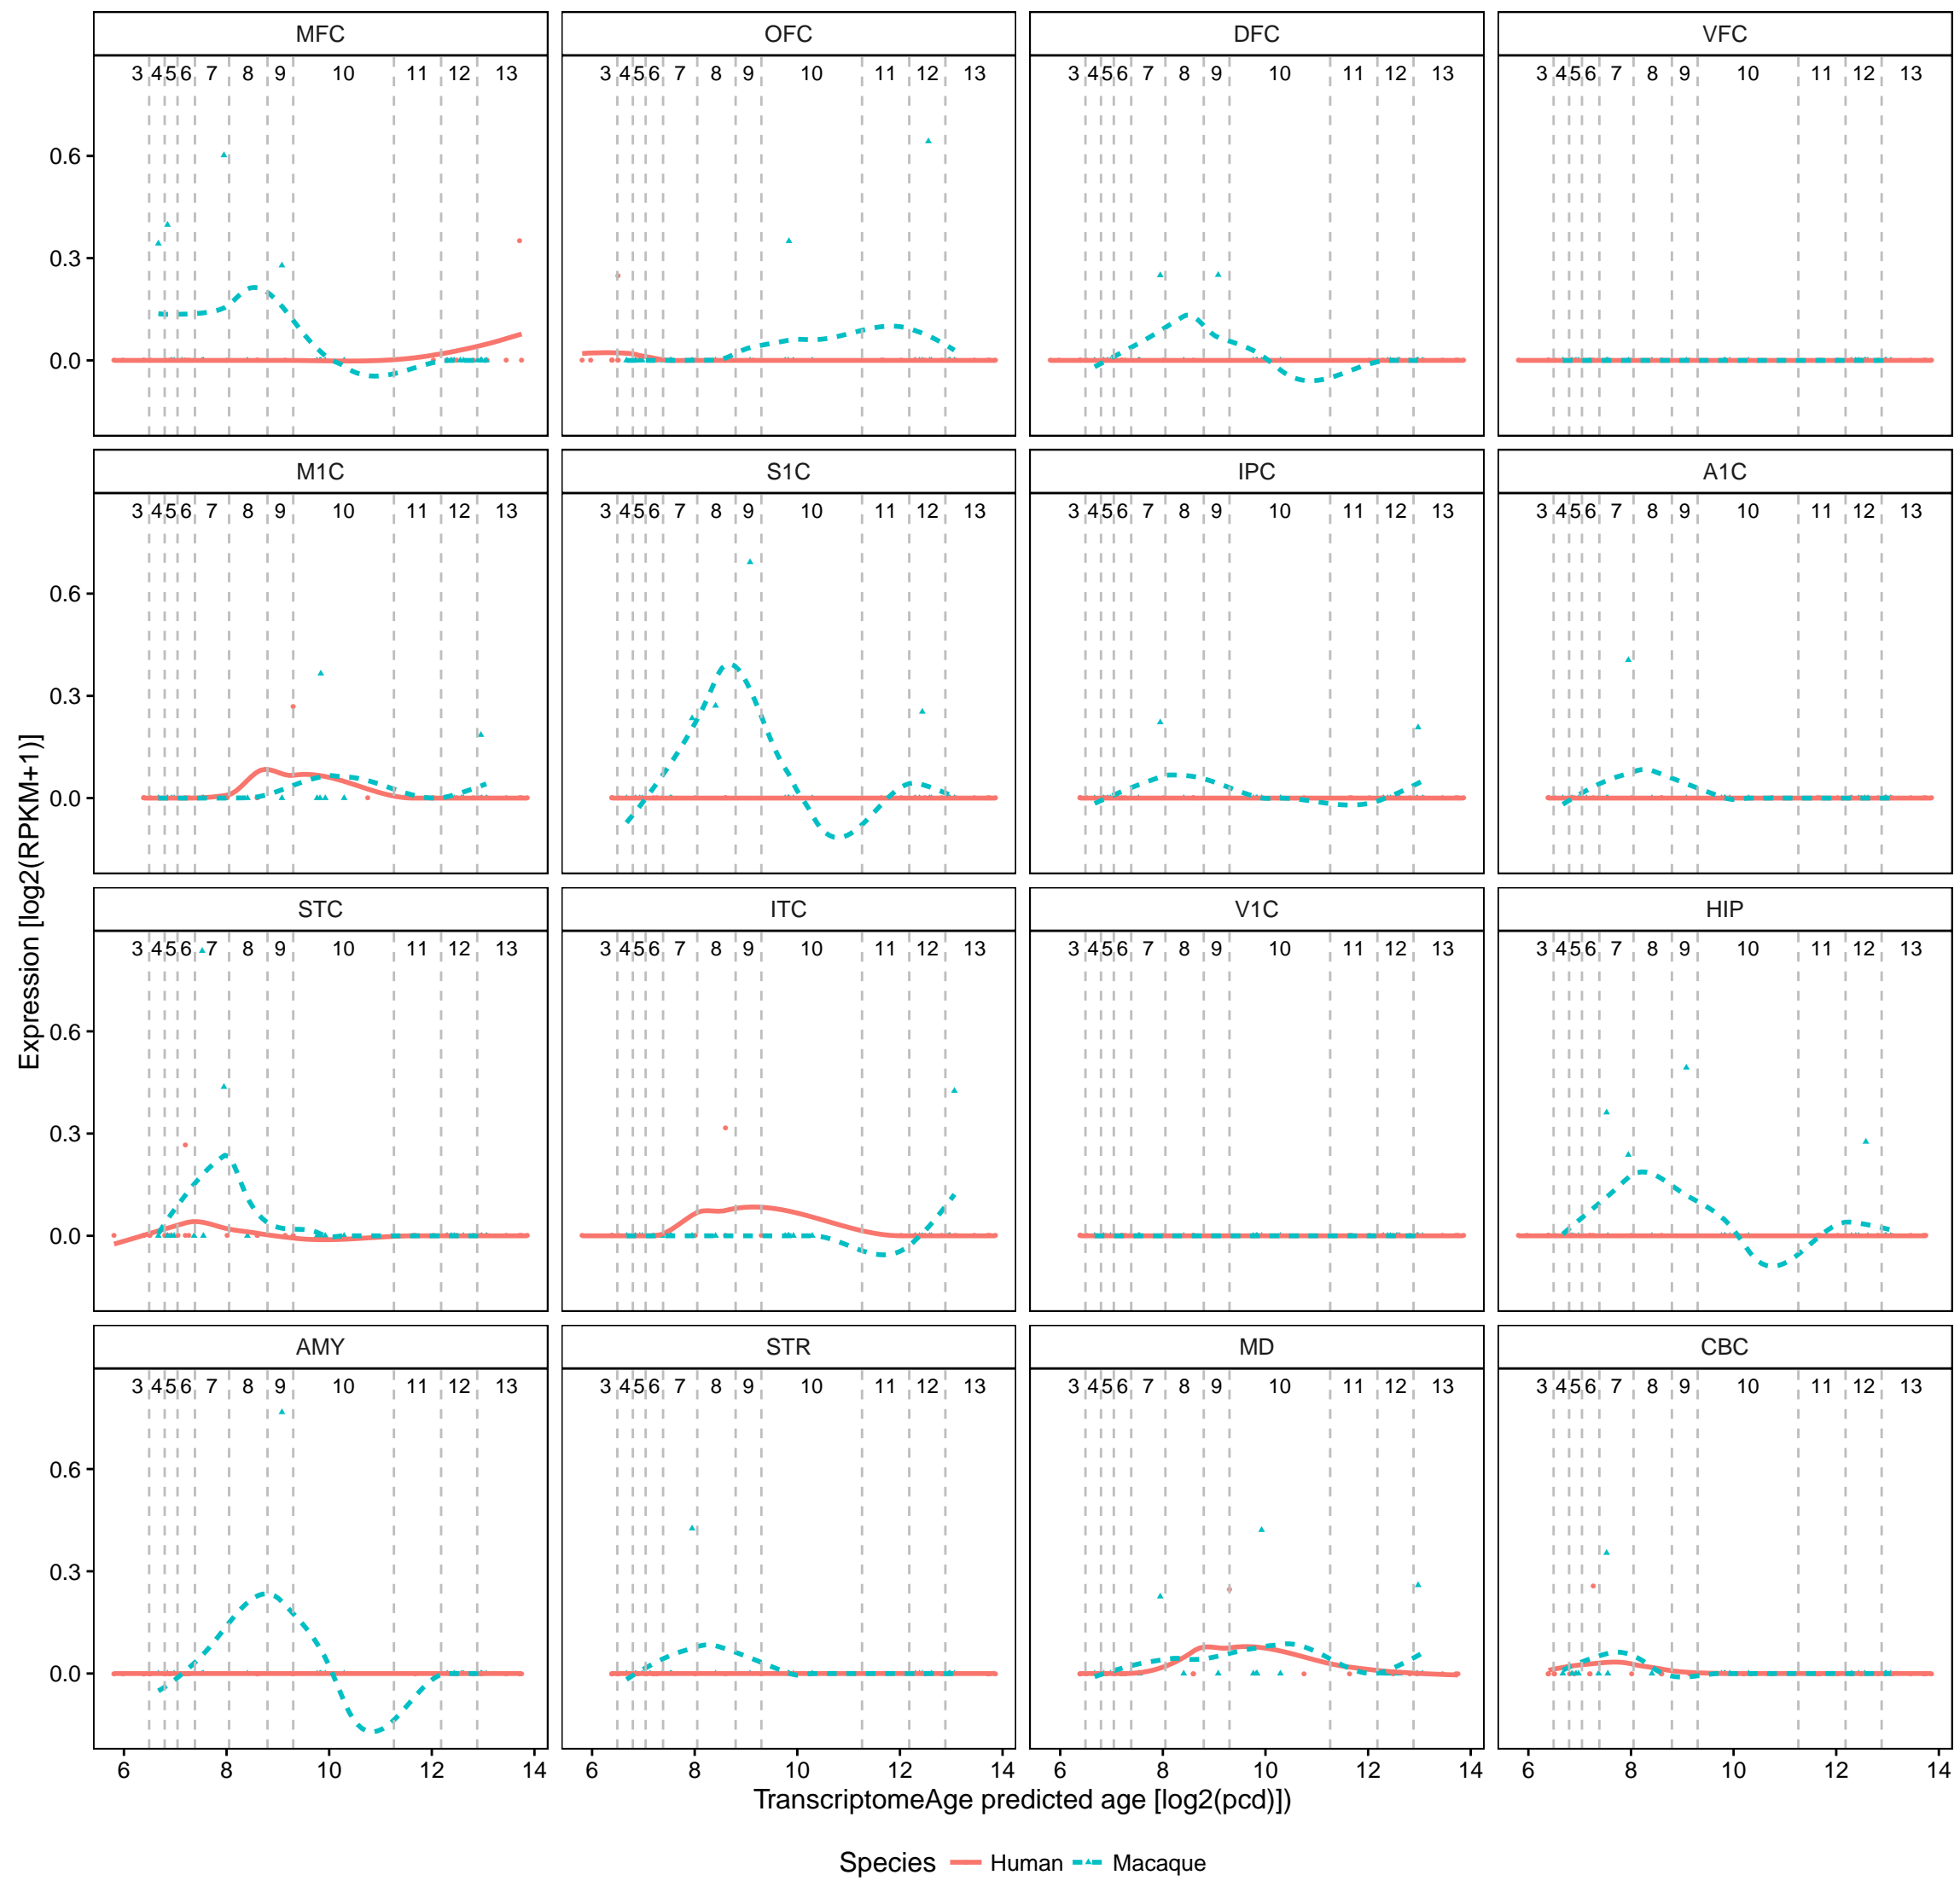 MFC OFC DFC VFC
3 4 5 6 7 8 9 10 11 12 13 3 4 5 6 7 8 9 10 11 12 13 3 4 5 6 7 8 9 10 11 12 13 3 4 5 6 7 8 9 10 11 12 13
0.6
0.3
0.0
M1C S1C IPC A1C
3 4 5 6 7 8 9 10 11 12 13 3 4 5 6 7 8 9 10 11 12 13 3 4 5 6 7 8 9 10 11 12 13 3 4 5 6 7 8 9 10 11 12 13
0.6
0.3
0.0
Expression [log2(RPKM+1)]
STC ITC V1C HIP
3 4 5 6 7 8 9 10 11 12 13 3 4 5 6 7 8 9 10 11 12 13 3 4 5 6 7 8 9 10 11 12 13 3 4 5 6 7 8 9 10 11 12 13
0.6
0.3
0.0
AMY STR MD CBC
3 4 5 6 7 8 9 10 11 12 13 3 4 5 6 7 8 9 10 11 12 13 3 4 5 6 7 8 9 10 11 12 13 3 4 5 6 7 8 9 10 11 12 13
0.6
0.3
0.0
6 8 10 12 14 6 8 10 12 14 6 8 10 12 14 6 8 10 12 14
TranscriptomeAge predicted age [log2(pcd)])
Species Human Macaque